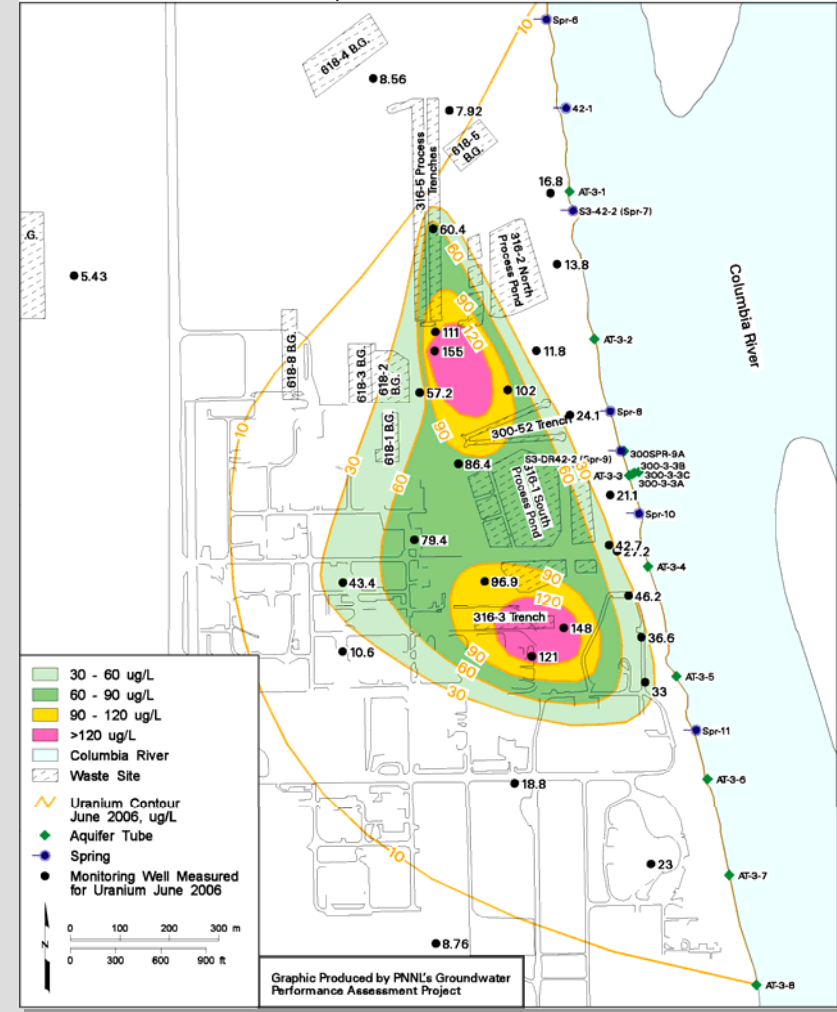 10
Spr-6
618-4 B.G.
8.56
7.92
42-1
618-5
B.G.
316-5 Process
Trenches
16.8
AT-3-1
S3-42-2 (Spr-7)
60.4
60
316-2 North
Process Pond
.G.
5.43
13.8
Columbia River
90
120
111
155
11.8
AT-3-2
618-8 B.G.
618-3 B.G.
618-2
B.G.
57.2
102
24.1
Spr-8
10
90
300-52 Trench
618-1 B.G.
30
60
86.4
S3-DR42-2 (Spr-9)
300SPR-9A
300-3-3B
300-3-3C
300-3-3A
AT-3-3
60
30
316-1 South
Process Pond
21.1
Spr-10
79.4
42.7
27.2
AT-3-4
43.4
96.9
90
120
46.2
316-3 Trench
148
36.6
10.6
90
121
60
30
33
AT-3-5
Spr-11
18.8
AT-3-6
10
23
AT-3-7
8.76
AT-3-8
30 - 60 ug/L
60 - 90 ug/L
90 - 120 ug/L
>120 ug/L
Columbia River
Waste Site
Uranium Contour
June 2006, ug/L
Aquifer Tube
Spring
Monitoring Well Measured
for Uranium June 2006
N
0 100 200 300 m
0 300 600 900 ft
Graphic Produced by PNNL's Groundwater
Performance Assessment Project